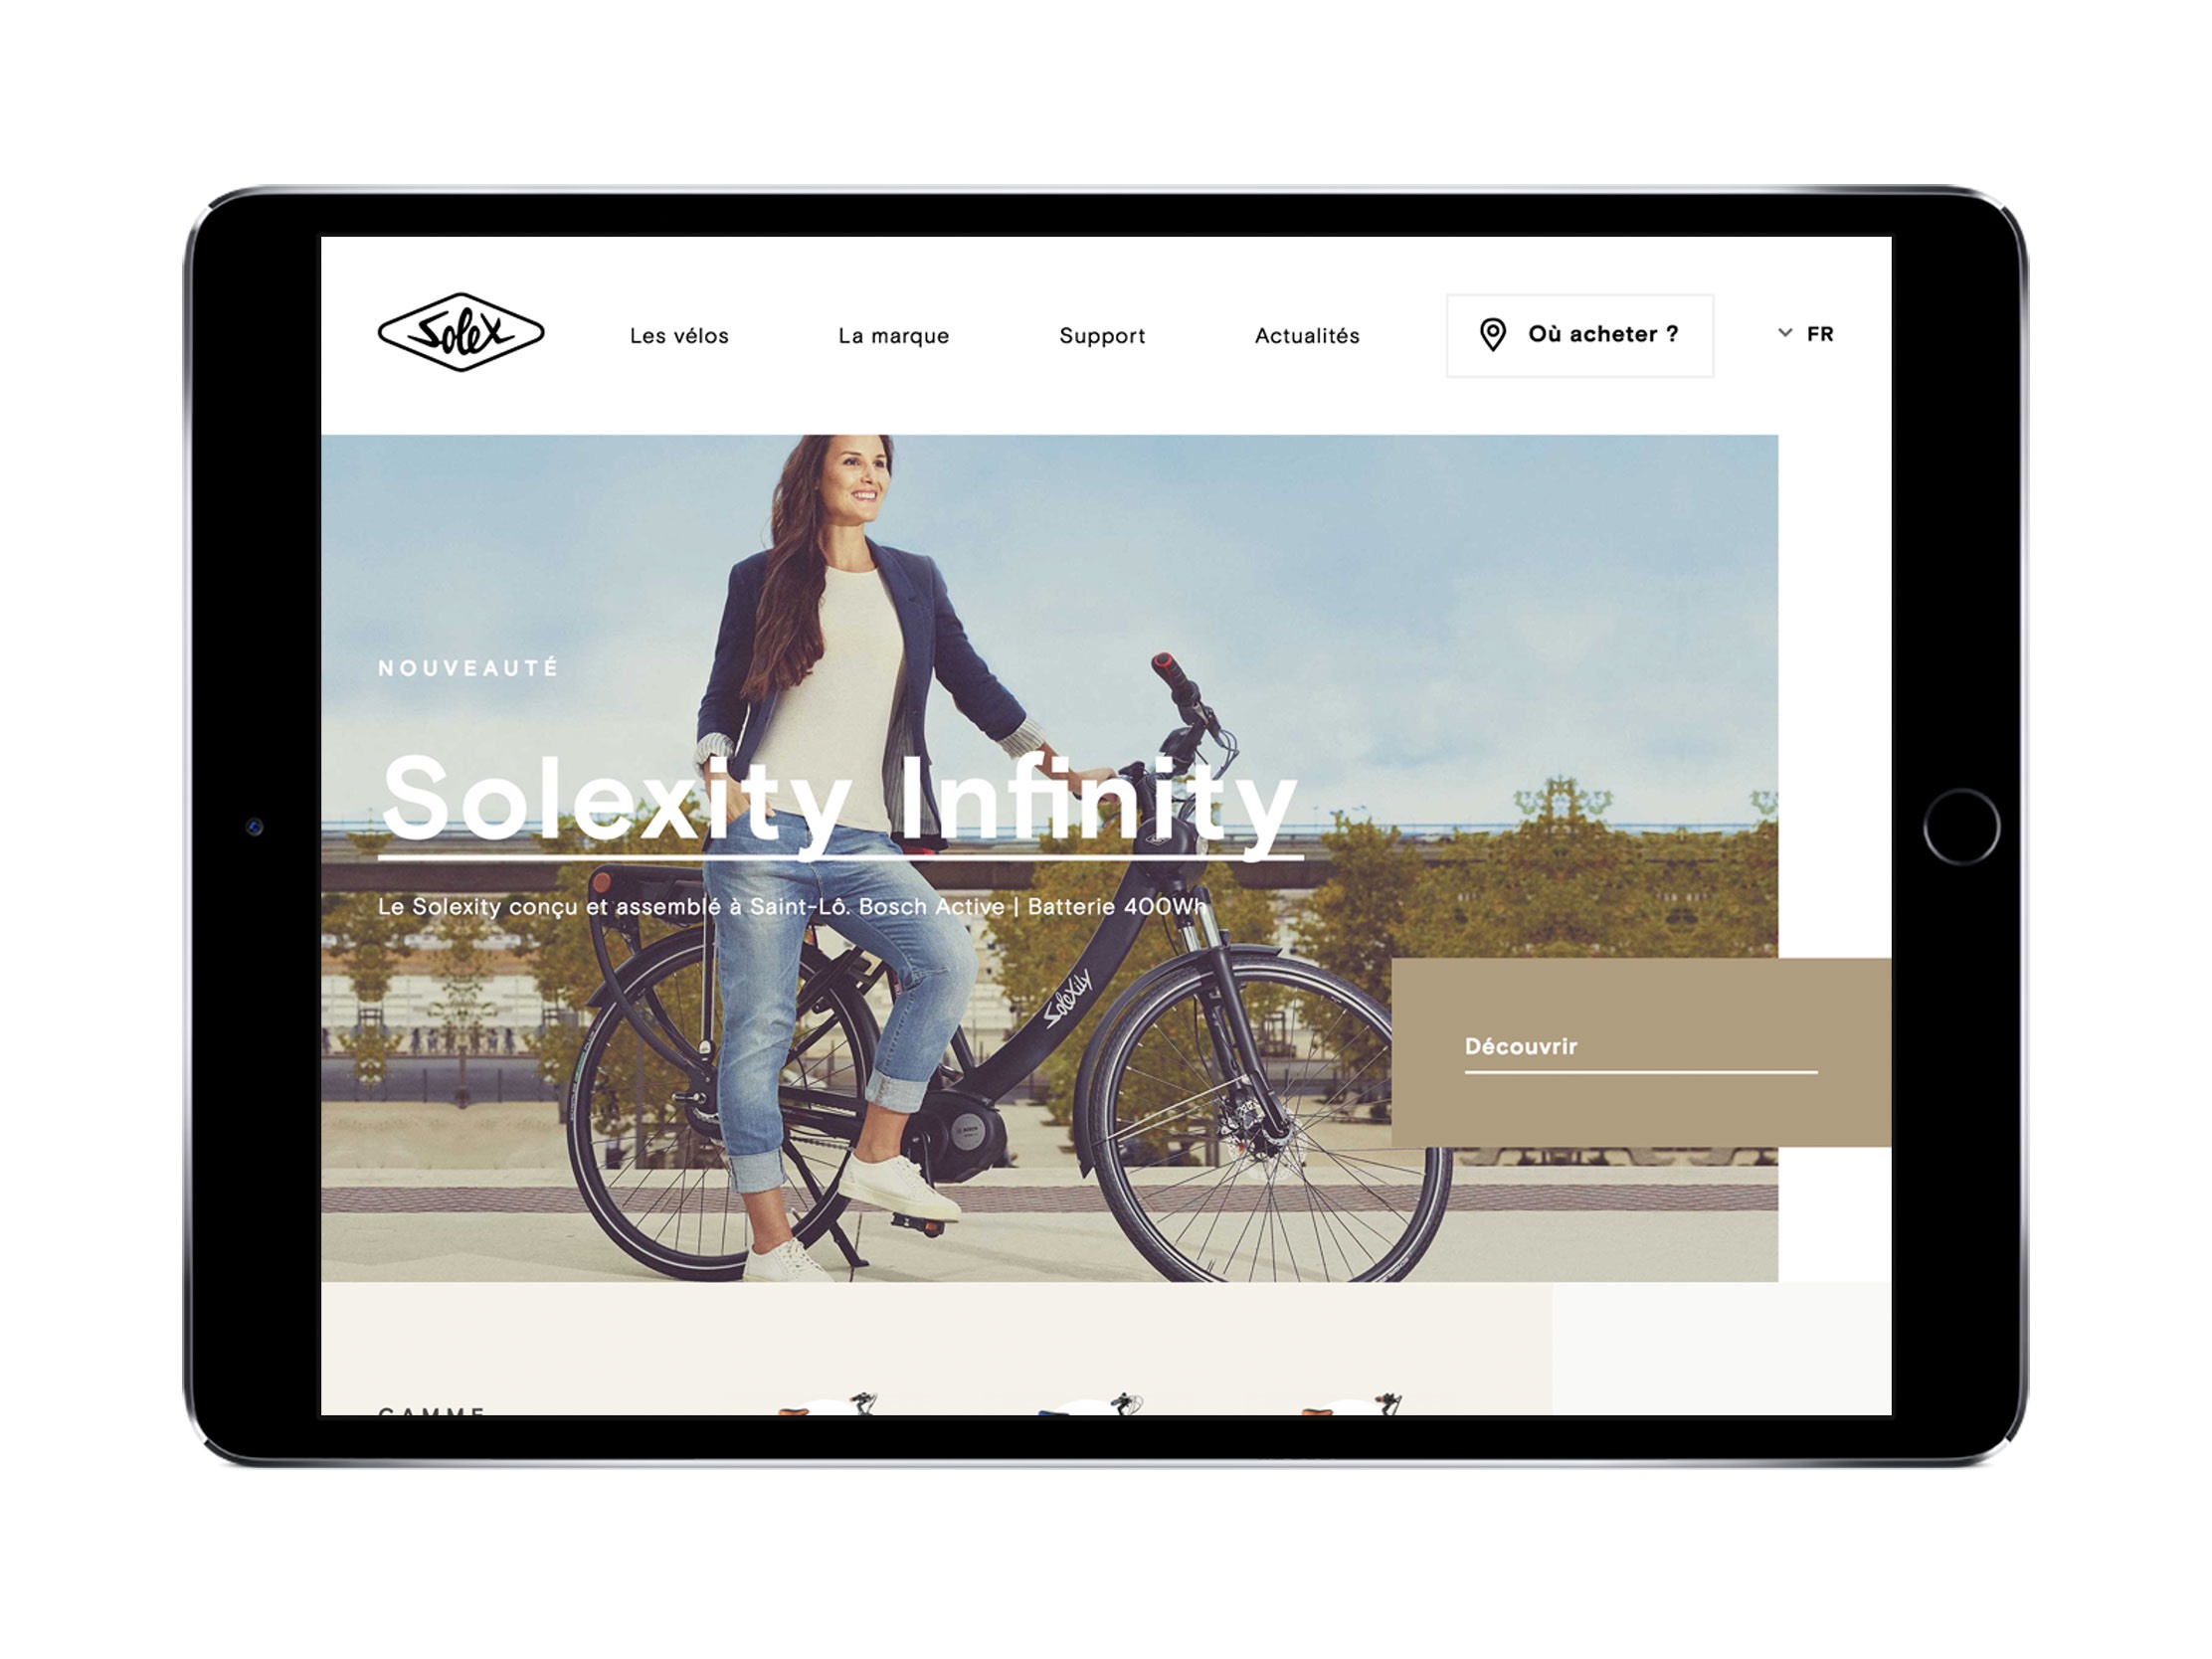 Solex
Les vélos
La marque
Support
Actualités
Où acheter ?
FR
NOUVEAUTÉ
Solexity Infinity
Le Solexity conçu et assemblé à Saint-Lô. Bosch Active | Batterie 400Wh
Solexity
Découvrir
GAMME